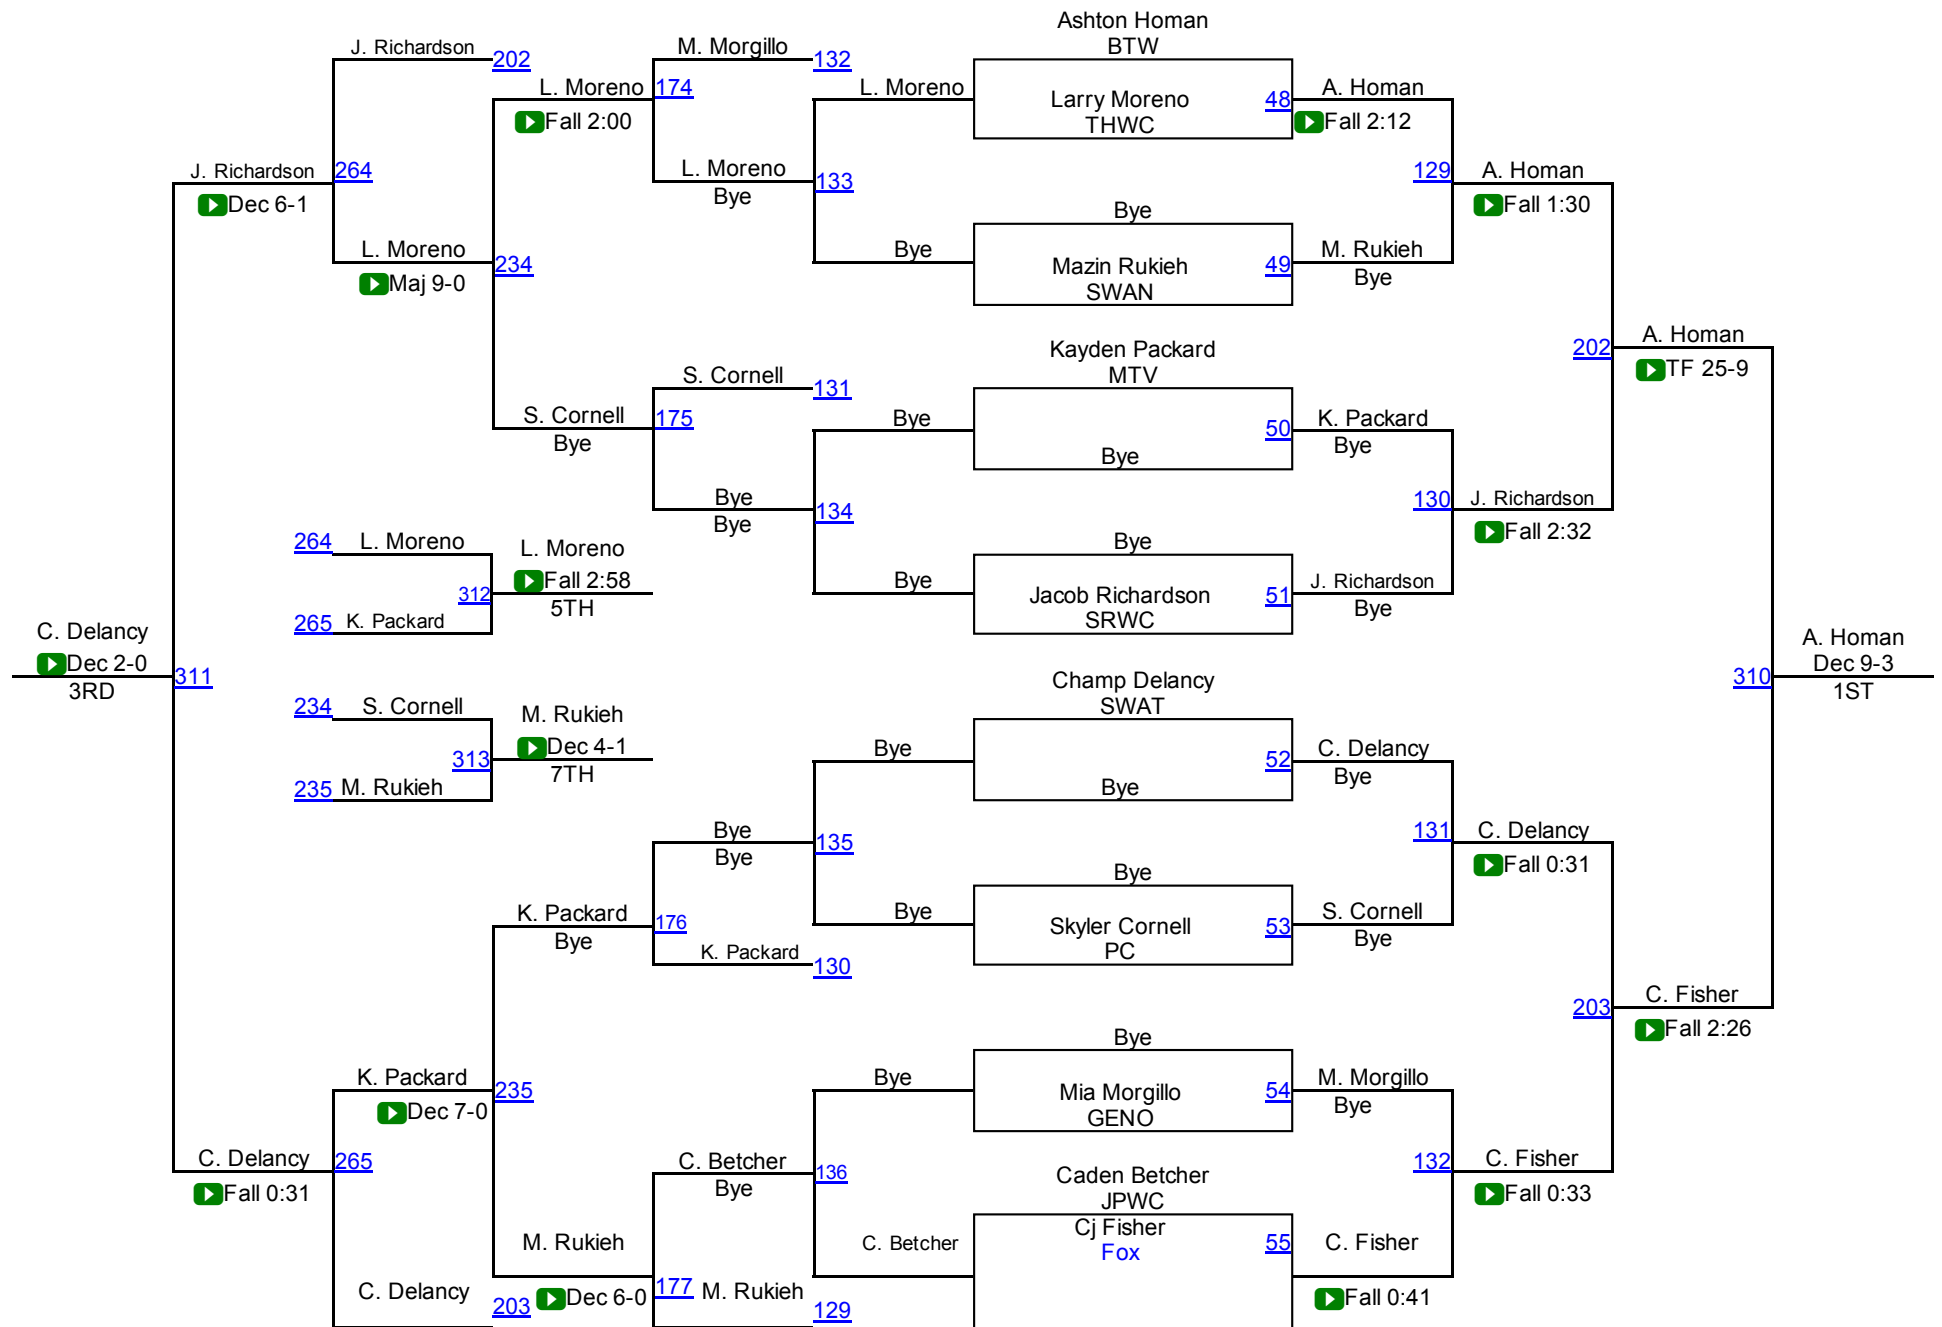 Ashton Homan
BTW
J. Richardson
202
M. Morgillo
132
L. Moreno
174
L. Moreno
Larry Moreno
48
A. Homan
Fall 2:00
THWC
Fall 2:12
J. Richardson
264
L. Moreno
133
129
A. Homan
Dec 6-1
Bye
Fall 1:30
Bye
L. Moreno
234
Bye
Mazin Rukieh
49
M. Rukieh
Maj 9-0
SWAN
Bye
Kayden Packard
202
A. Homan
S. Cornell
131
MTV
TF 25-9
S. Cornell
175
Bye
50
K. Packard
Bye
Bye
Bye
Bye
134
130
J. Richardson
Bye
Fall 2:32
264
L. Moreno
L. Moreno
Bye
Fall 2:58
Bye
Jacob Richardson
51
J. Richardson
312
5TH
SRWC
Bye
265
K. Packard
C. Delancy
A. Homan
Dec 2-0
311
310
Dec 9-3
3RD
1ST
Champ Delancy
234
S. Cornell
M. Rukieh
SWAT
313
Dec 4-1
Bye
52
C. Delancy
7TH
Bye
Bye
235
M. Rukieh
Bye
135
131
C. Delancy
Bye
Fall 0:31
Bye
K. Packard
176
Bye
Skyler Cornell
53
S. Cornell
Bye
PC
Bye
K. Packard
130
203
C. Fisher
Fall 2:26
Bye
K. Packard
235
Bye
Mia Morgillo
54
M. Morgillo
Dec 7-0
GENO
Bye
C. Delancy
265
C. Betcher
136
Caden Betcher
132
C. Fisher
Fall 0:31
Bye
JPWC
Fall 0:33
M. Rukieh
C. Betcher
Cj Fisher
55
C. Fisher
Fox
C. Delancy
203
Dec 6-0
177
M. Rukieh
129
Fall 0:41